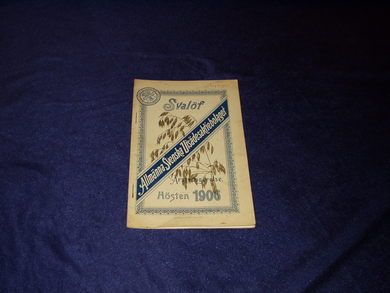 Svalöf
Allmänna Svenska Utsädesaktiebolaget
Hösten 1906